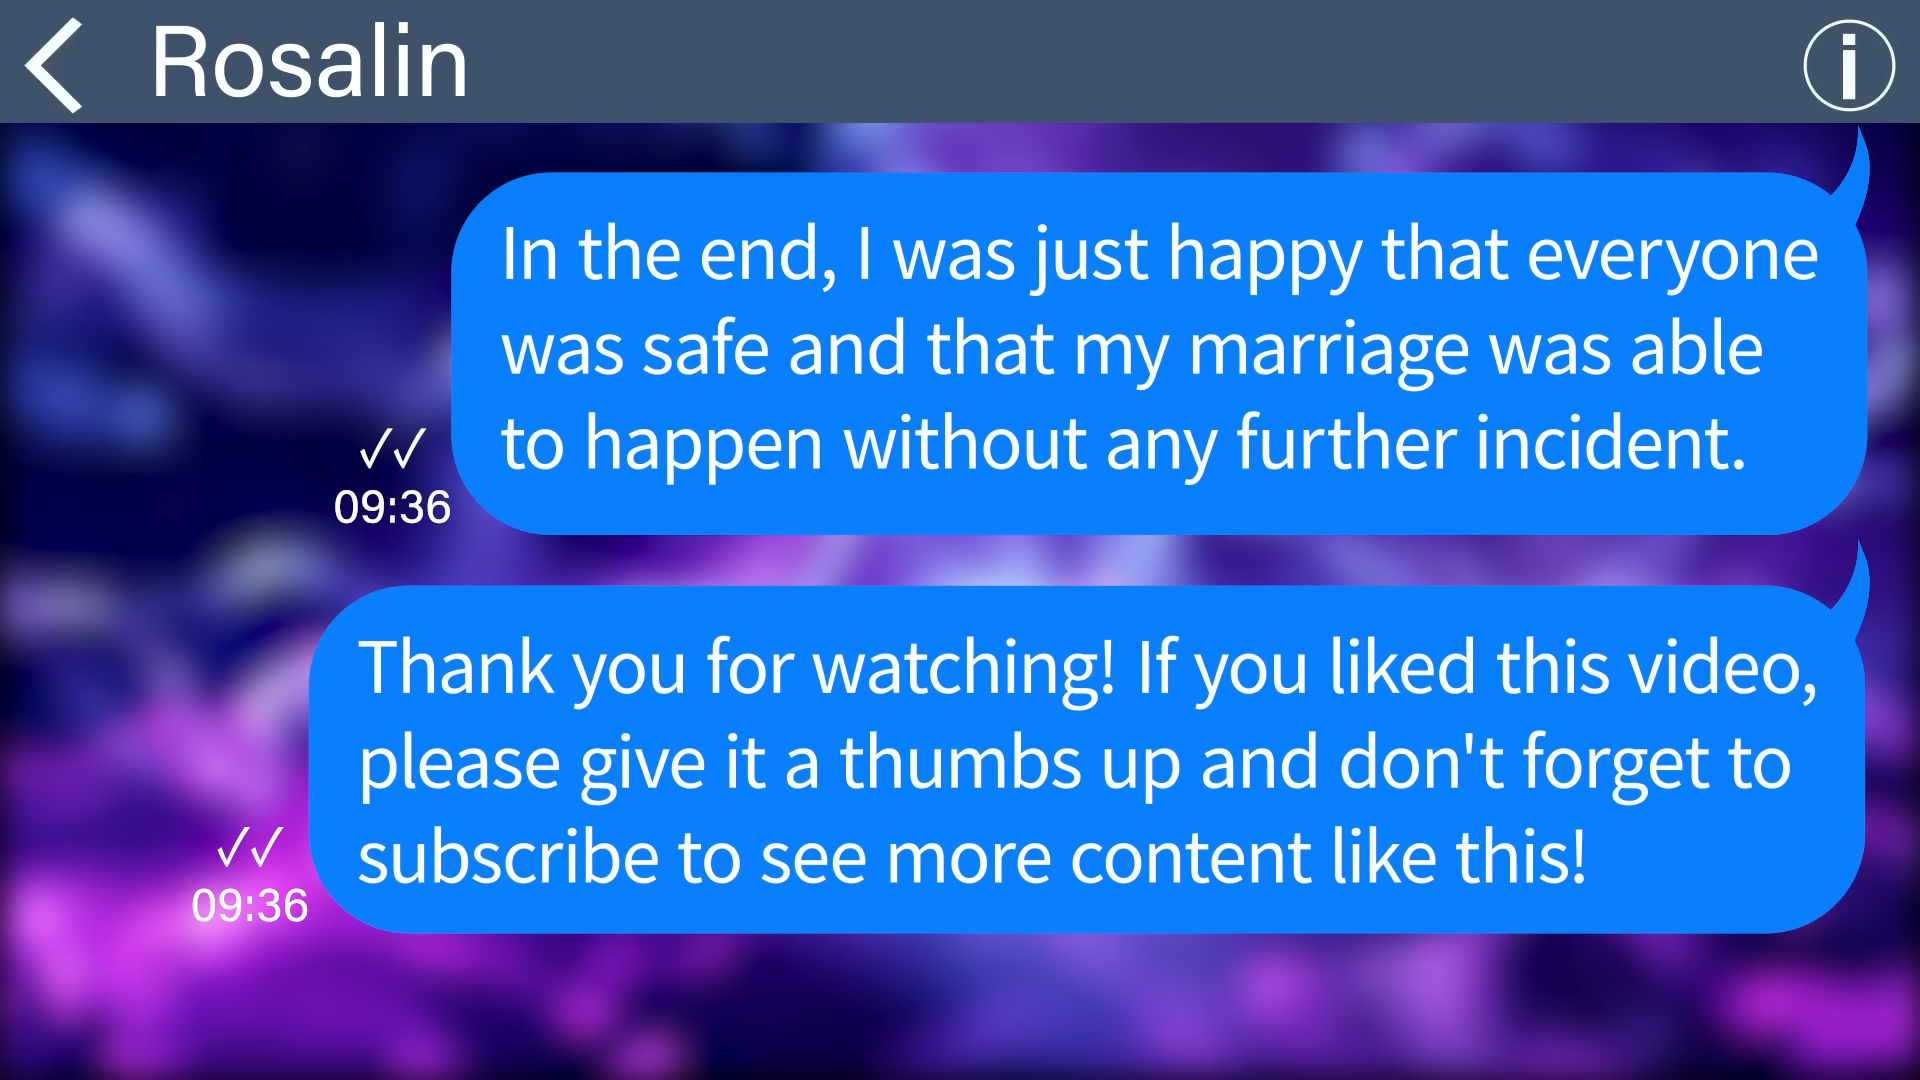 Rosalin
In the end, I was just happy that everyone
was safe and that my marriage was able
to happen without any further incident.
✓✓
09:36
Thank you for watching! If you liked this video,
please give it a thumbs up and don't forget to
subscribe to see more content like this!
✓✓
09:36